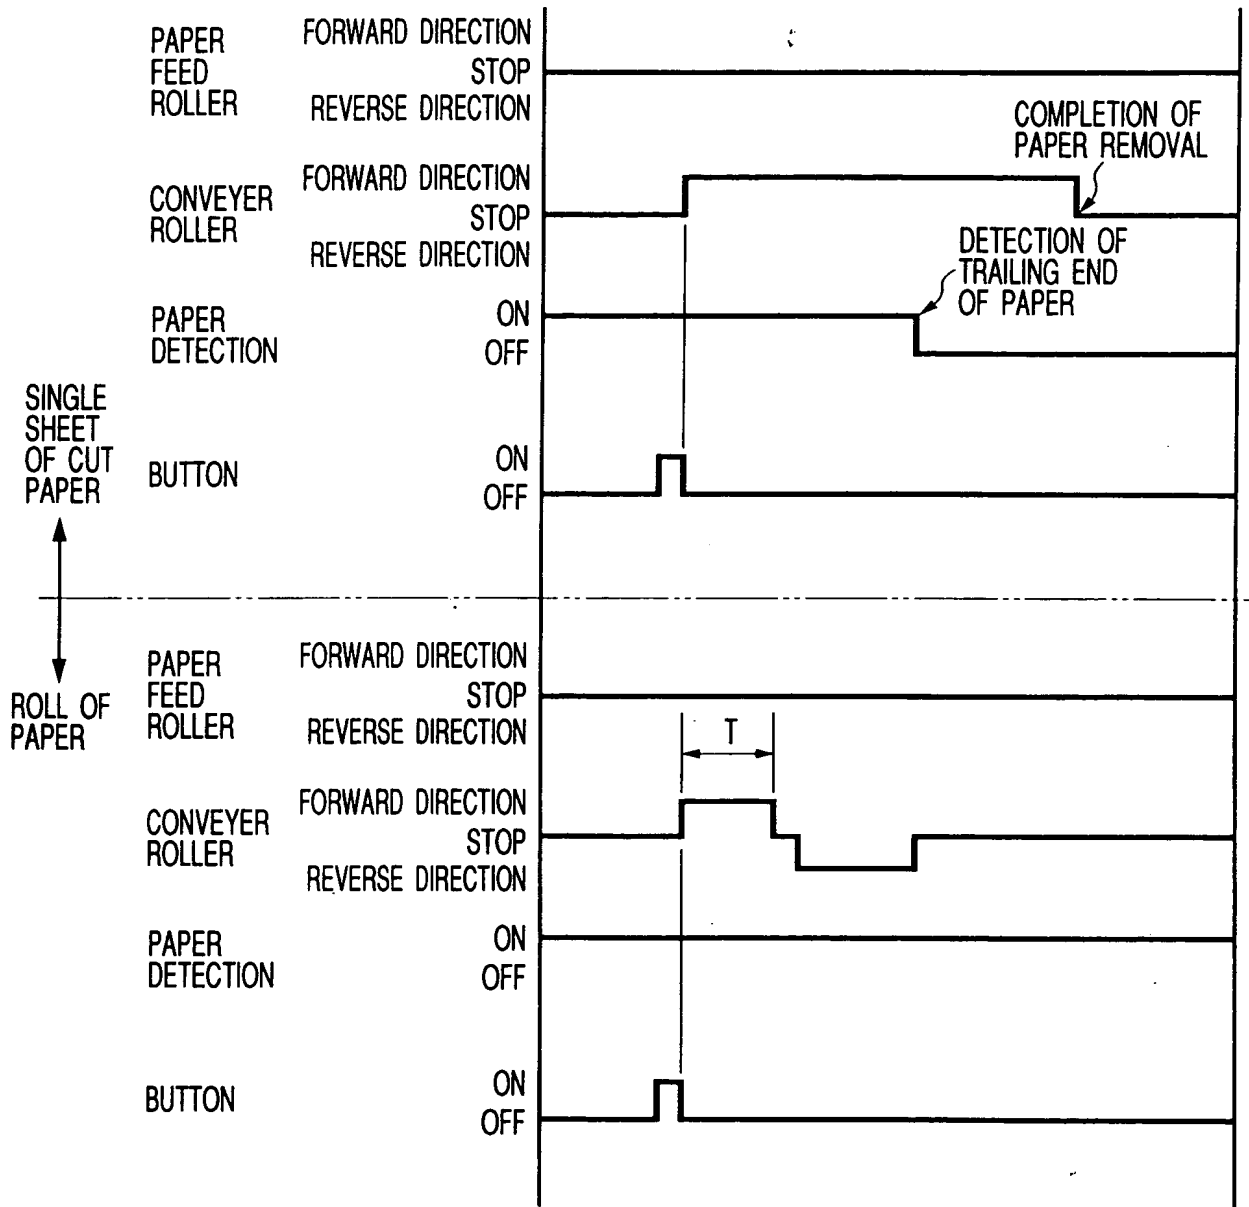 PAPER
FEED
ROLLER
FORWARD DIRECTION
STOP
REVERSE DIRECTION
COMPLETION OF
PAPER REMOVAL
CONVEYER
ROLLER
FORWARD DIRECTION
STOP
REVERSE DIRECTION
DETECTION OF
TRAILING END
OF PAPER
PAPER
DETECTION
ON
OFF
SINGLE
SHEET
OF CUT
PAPER
BUTTON
ON
OFF
ROLL OF
PAPER
PAPER
FEED
ROLLER
FORWARD DIRECTION
STOP
REVERSE DIRECTION
T
CONVEYER
ROLLER
FORWARD DIRECTION
STOP
REVERSE DIRECTION
PAPER
DETECTION
ON
OFF
BUTTON
ON
OFF